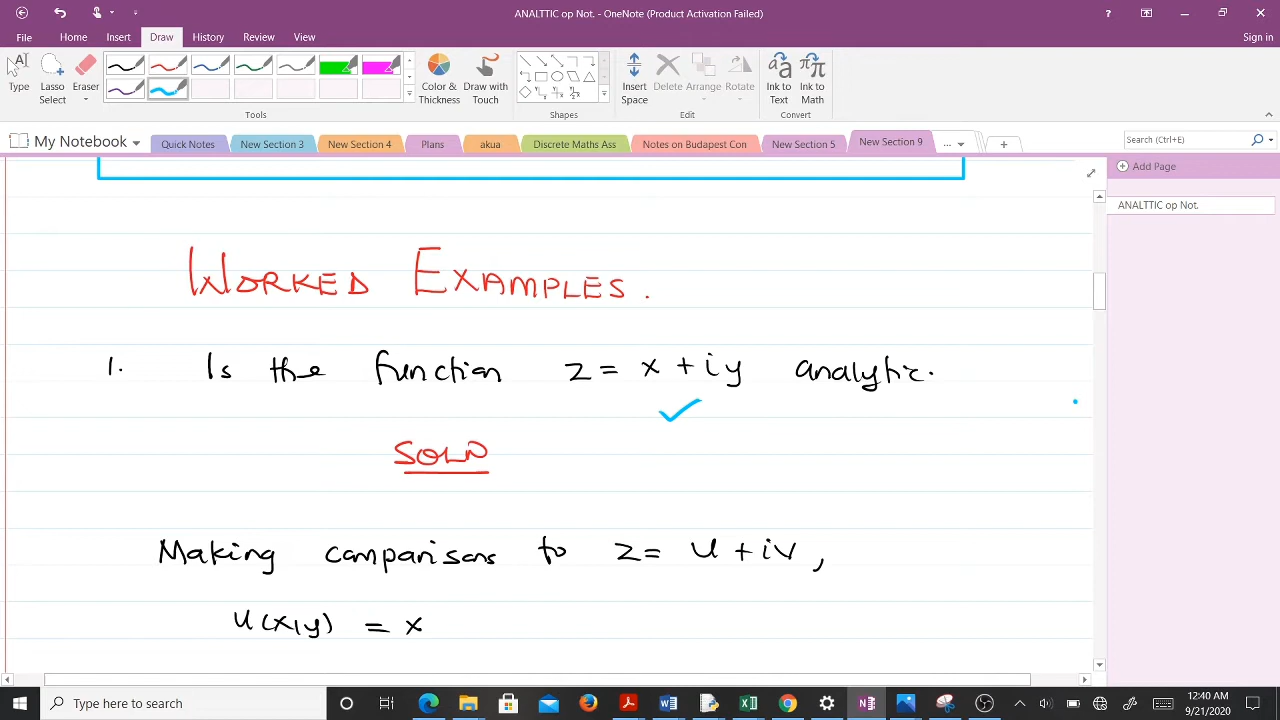 ANALTTIC op Not. - OneNote (Product Activation Failed)
File Home Insert Draw History Review View Sign in
Type Lasso Select Eraser Color & Thickness Draw with Touch Insert Space Delete Arrange Rotate Ink to Text Ink to Math
Tools Shapes Edit Convert
My Notebook Quick Notes New Section 3 New Section 4 Plans akua Discrete Maths Ass Notes on Budapest Con New Section 5 New Section 9 ... Search (Ctrl+E)
Add Page
ANALTTIC op Not.
WORKED EXAMPLES.
1. Is the function z = x + iy analytic.
SOLN
Making comparisons to z = u + iv,
u(x,y) = x
Type here to search
12:40 AM
9/21/2020